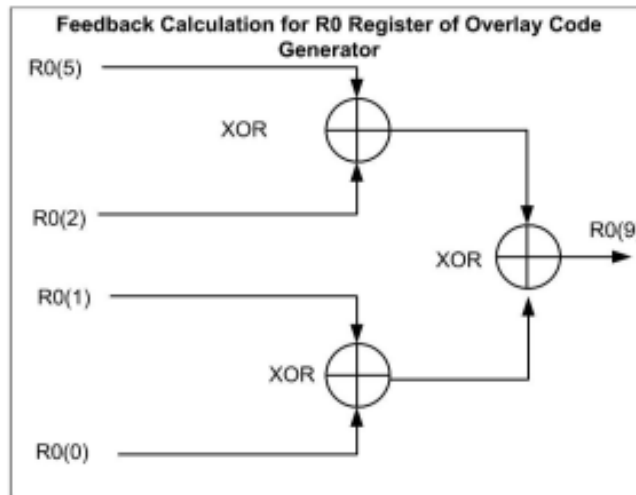 Feedback Calculation for R0 Register of Overlay Code
Generator
R0(5)
XOR
R0(2)
R0(9
XOR
R0(1)
XOR
R0(0)